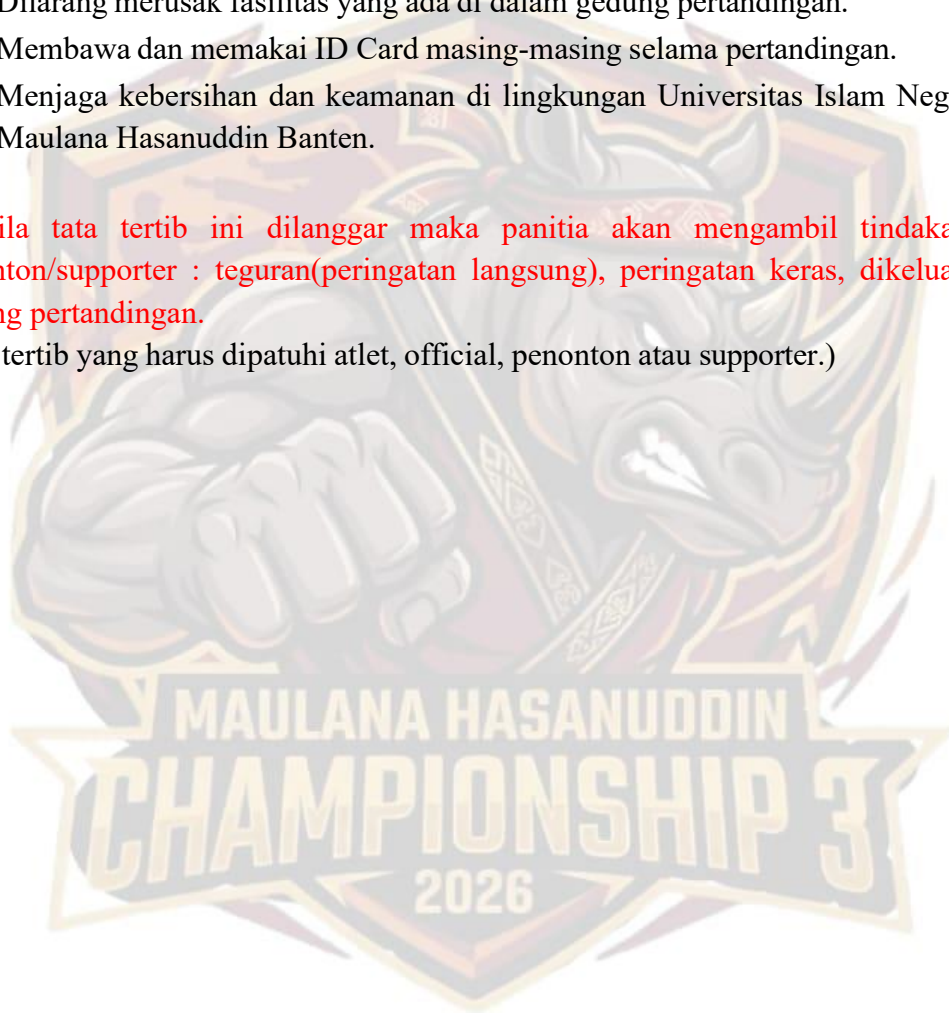 Dilarang merusak fasilitas yang ada di dalam gedung pertandingan.
Membawa dan memakai ID Card masing-masing selama pertandingan.
Menjaga kebersihan dan keamanan di lingkungan Universitas Islam Neg
Maulana Hasanuddin Banten.
ila tata tertib ini dilanggar maka panitia akan mengambil tindaka
nton/supporter : teguran(peringatan langsung), peringatan keras, dikelua
ng pertandingan.
tertib yang harus dipatuhi atlet, official, penonton atau supporter.)
MAULANA HASANUDDIN
CHAMPIONSHIP 3
2026